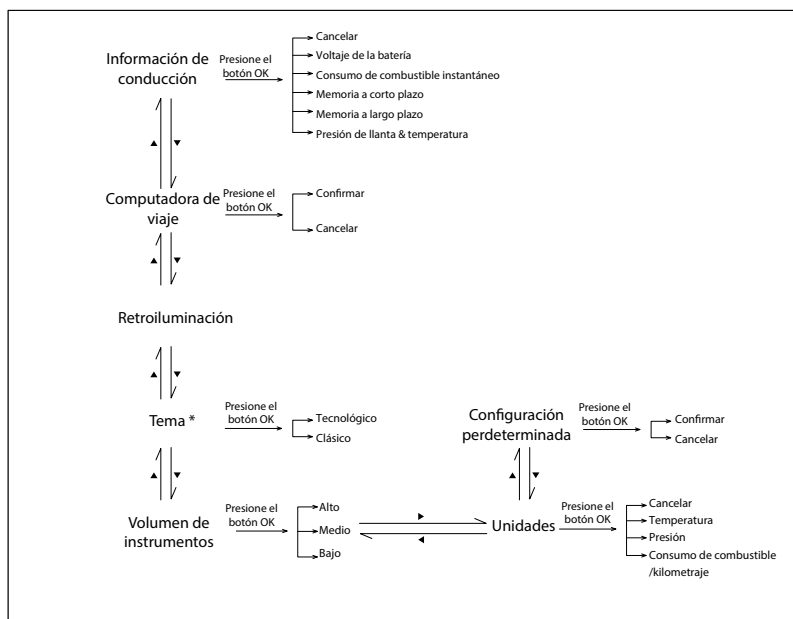 Información de
conducción
Presione el
botón OK
Cancelar
Voltaje de la batería
Consumo de combustible instantáneo
Memoria a corto plazo
Memoria a largo plazo
Presión de llanta & temperatura
Computadora de
viaje
Presione el
botón OK
Confirmar
Cancelar
Retroiluminación
Tema *
Presione el
botón OK
Tecnológico
Clásico
Configuración
perdeterminada
Presione el
botón OK
Confirmar
Cancelar
Volumen de
instrumentos
Presione el
botón OK
Alto
Medio
Bajo
Unidades
Presione el
botón OK
Cancelar
Temperatura
Presión
Consumo de combustible
/kilometraje